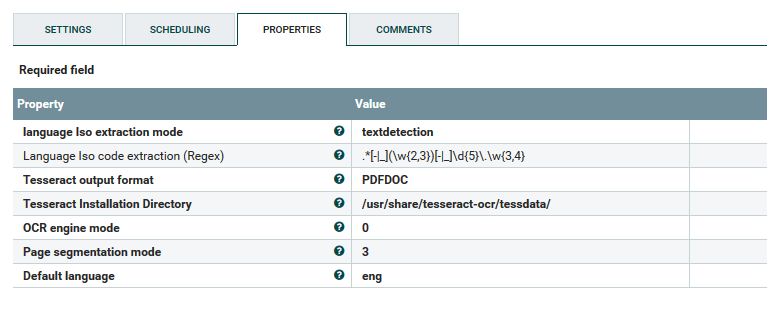 SETTINGS SCHEDULING PROPERTIES COMMENTS
Required field
Property Value
language Iso extraction mode ? textdetection
Language Iso code extraction (Regex) ? .*[-|_](\w{2,3})[-|_]\d{5}\.\w{3,4}
Tesseract output format ? PDFDOC
Tesseract Installation Directory ? /usr/share/tesseract-ocr/tessdata/
OCR engine mode ? 0
Page segmentation mode ? 3
Default language ? eng